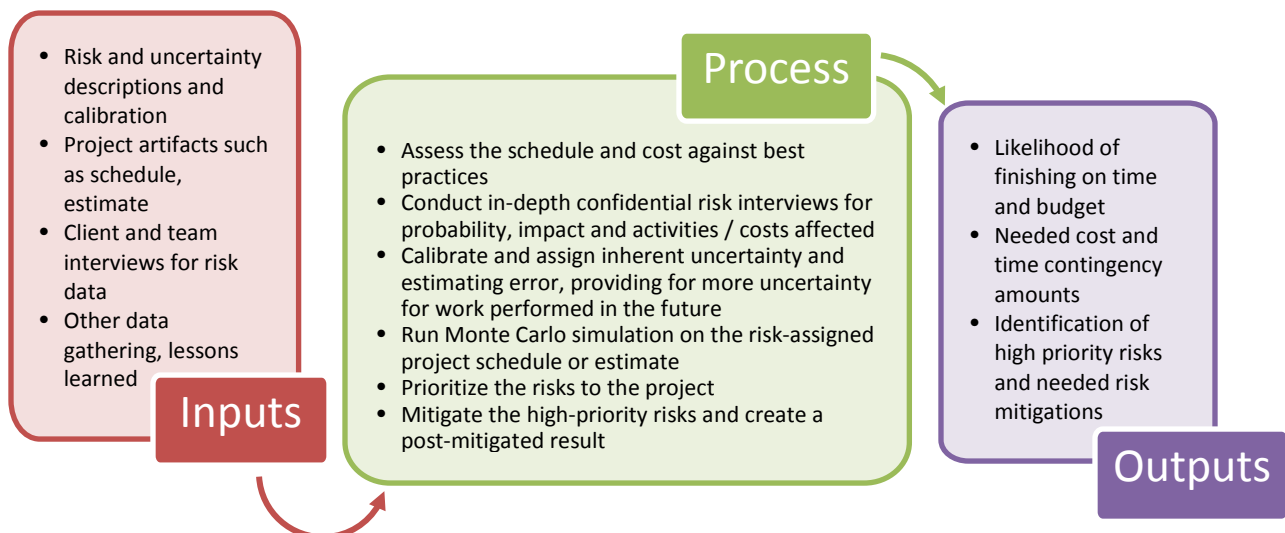 • Risk and uncertainty
descriptions and
calibration
• Project artifacts such
as schedule,
estimate
• Client and team
interviews for risk
data
• Other data
gathering, lessons
learned
Inputs
Process
• Assess the schedule and cost against best
practices
• Conduct in-depth confidential risk interviews for
probability, impact and activities / costs affected
• Calibrate and assign inherent uncertainty and
estimating error, providing for more uncertainty
for work performed in the future
• Run Monte Carlo simulation on the risk-assigned
project schedule or estimate
• Prioritize the risks to the project
• Mitigate the high-priority risks and create a
post-mitigated result
• Likelihood of
finishing on time
and budget
• Needed cost and
time contingency
amounts
• Identification of
high priority risks
and needed risk
mitigations
Outputs